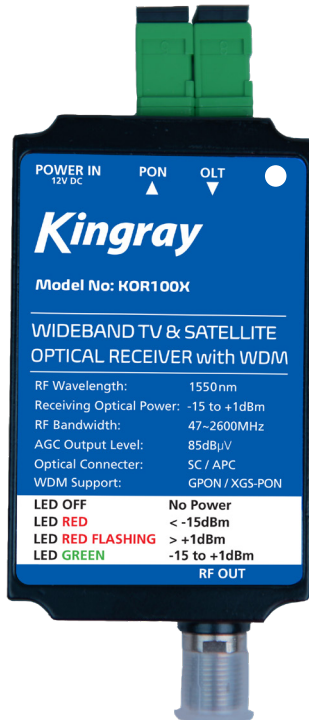 POWER IN PON OLT
12V DC
Kingray
Model No: KOR100X
WIDEBAND TV & SATELLITE
OPTICAL RECEIVER with WDM
RF Wavelength: 1550nm
Receiving Optical Power: -15 to +1dBm
RF Bandwidth: 47~2600MHz
AGC Output Level: 85dBµV
Optical Connecter: SC / APC
WDM Support: GPON / XGS-PON
LED OFF No Power
LED RED < -15dBm
LED RED FLASHING > +1dBm
LED GREEN -15 to +1dBm
RF OUT